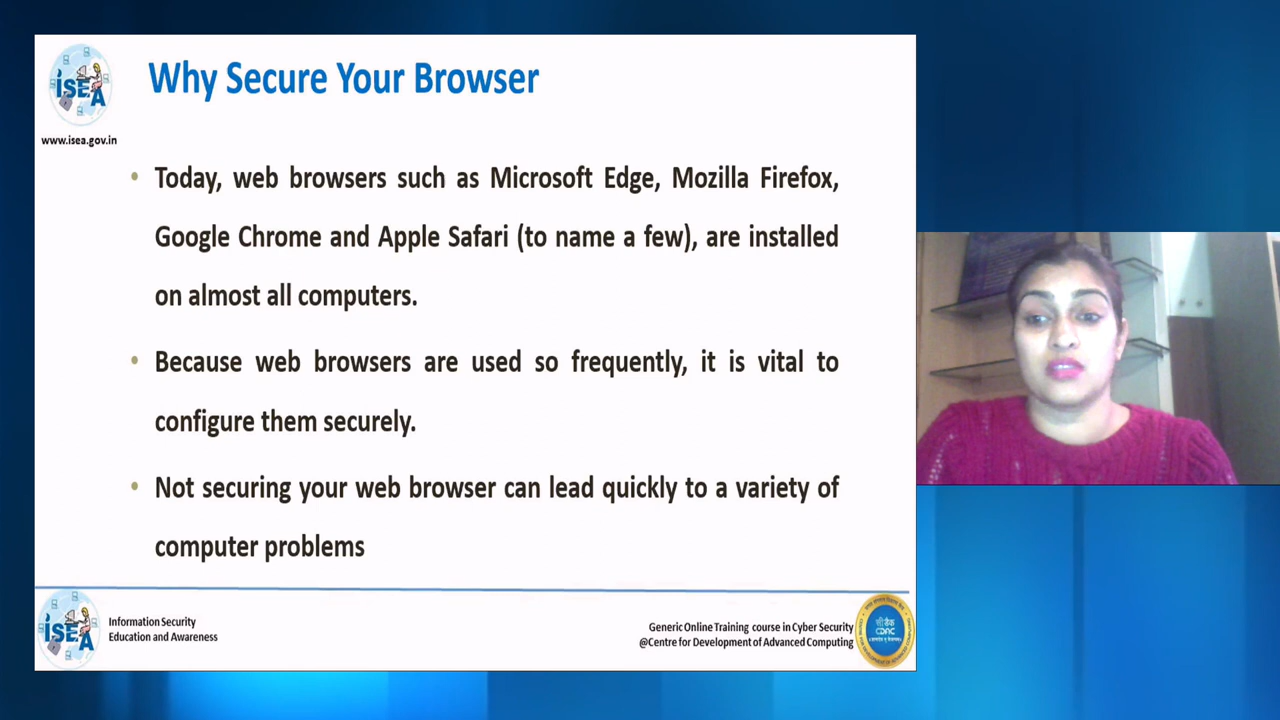 ISEA
www.isea.gov.in
Why Secure Your Browser
• Today, web browsers such as Microsoft Edge, Mozilla Firefox,
Google Chrome and Apple Safari (to name a few), are installed
on almost all computers.
• Because web browsers are used so frequently, it is vital to
configure them securely.
• Not securing your web browser can lead quickly to a variety of
computer problems
ISEA
Information Security
Education and Awareness
Generic Online Training course in Cyber Security
@Centre for Development of Advanced Computing
सी डैक
CDAC